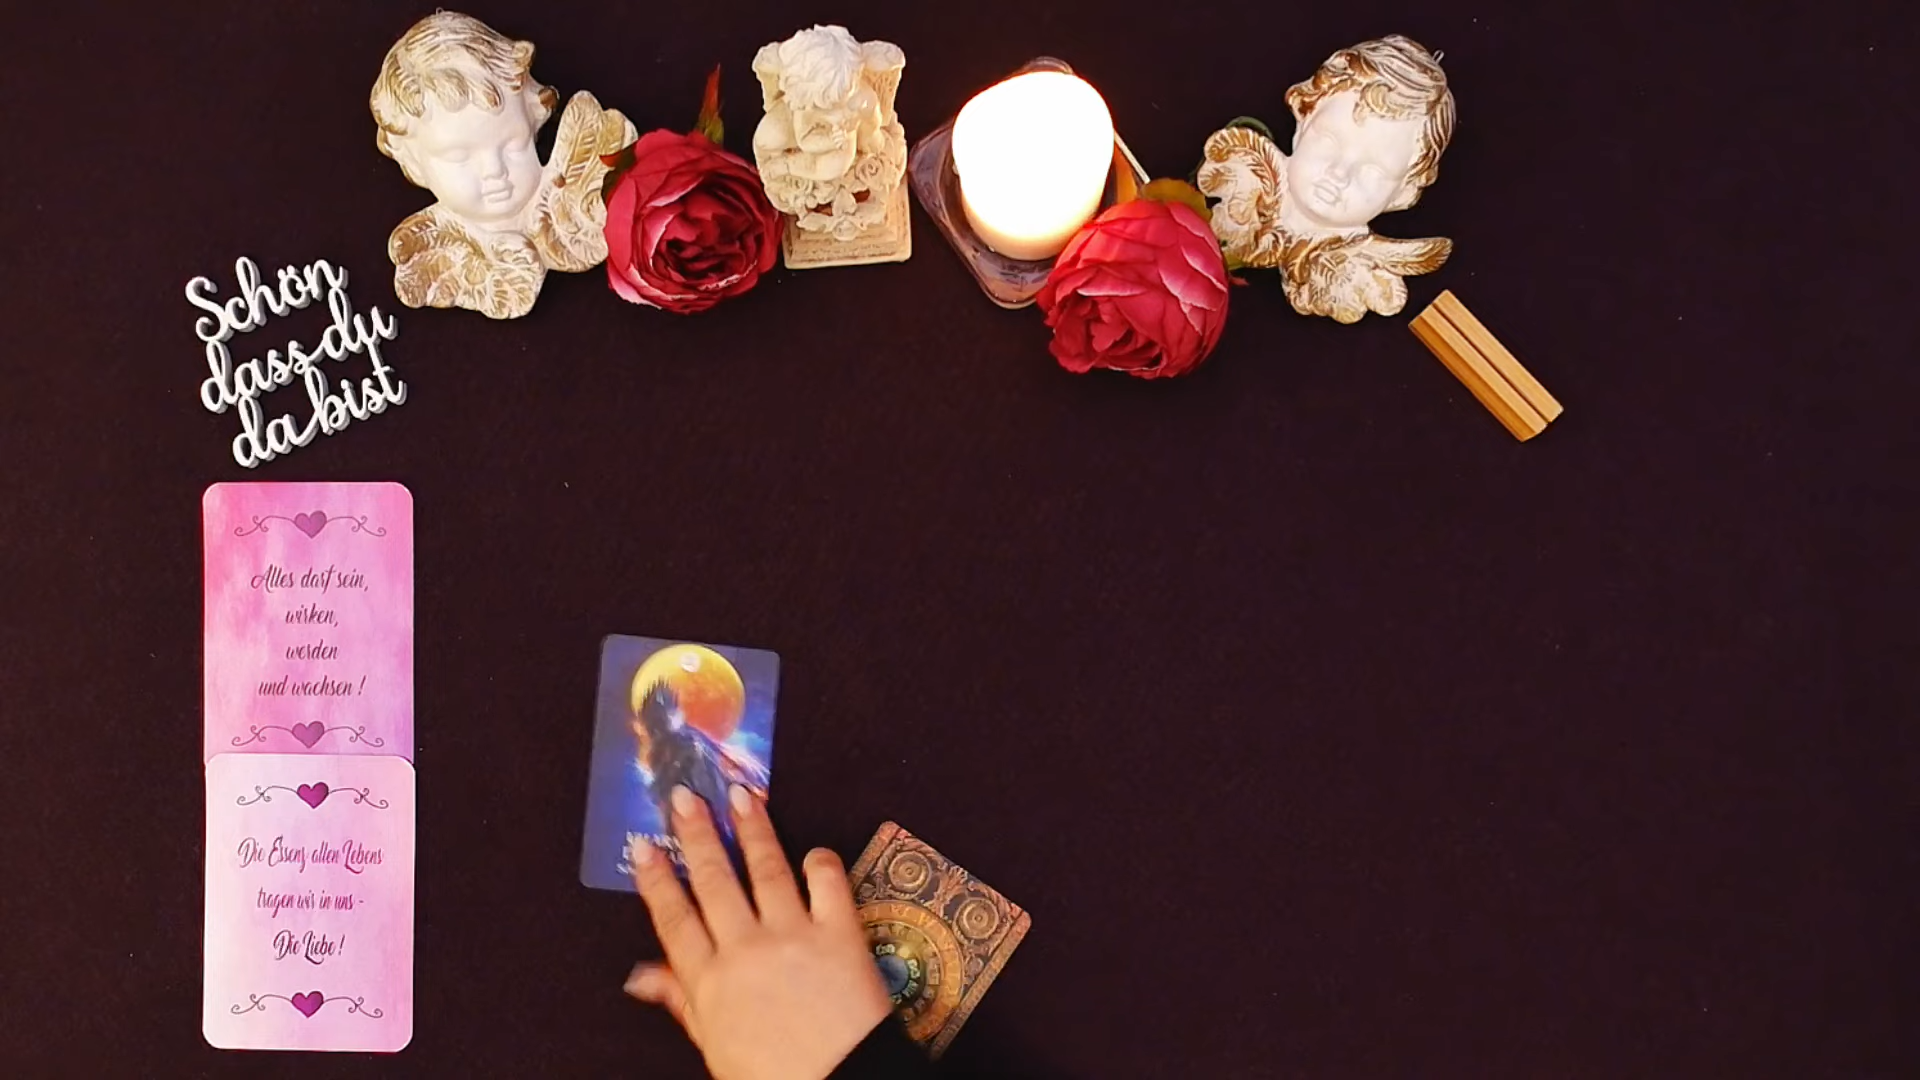 Schön
dass du
da bist
Alles darf sein,
wirken,
werden
und wachsen !
Die Essenz allen Lebens
tragen wir in uns -
Die Liebe !